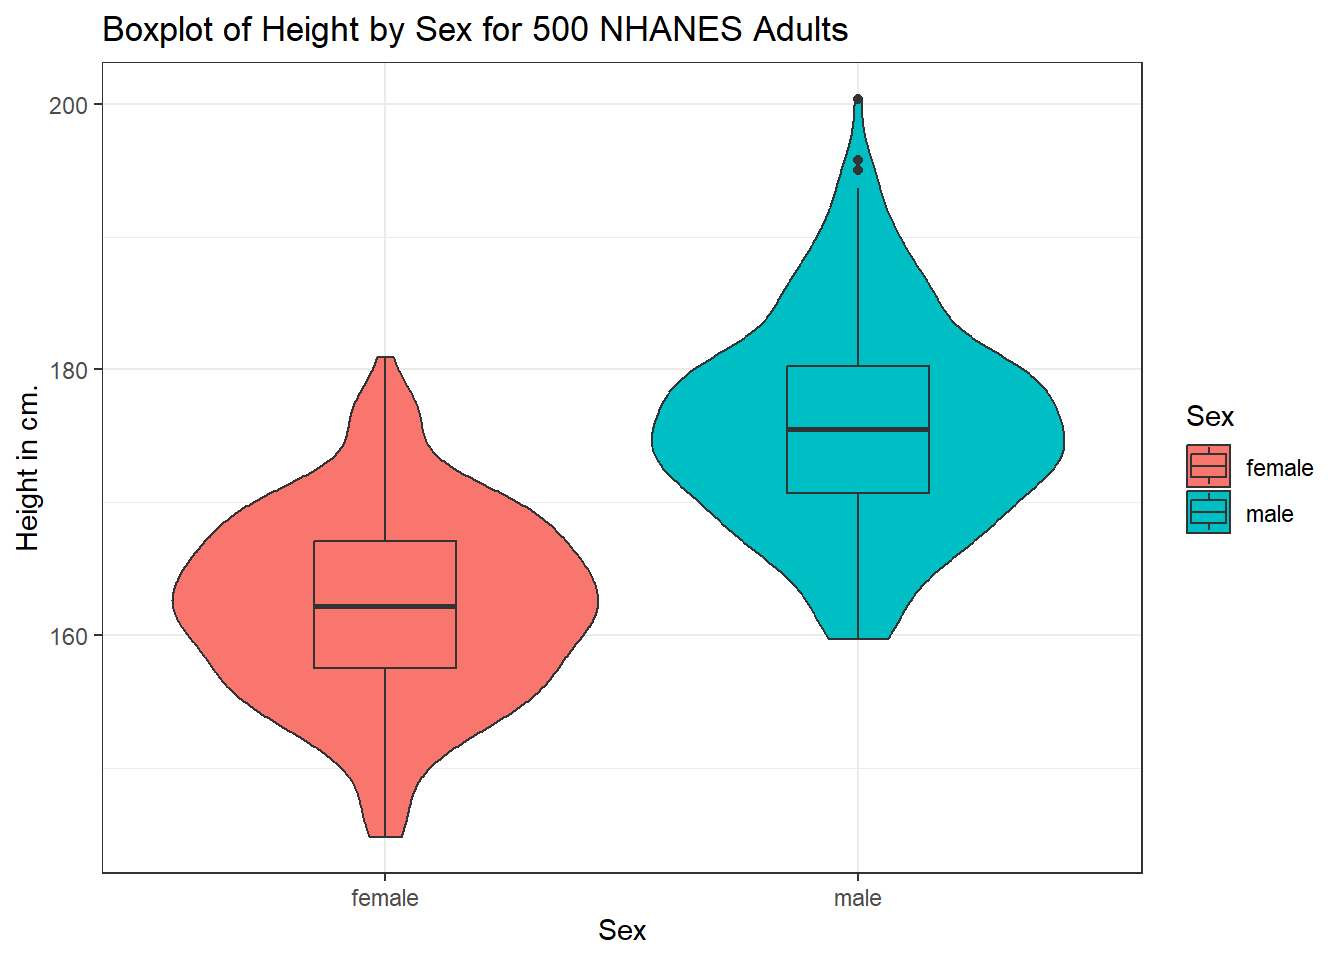 Boxplot of Height by Sex for 500 NHANES Adults
200
180
160
Height in cm.
female
male
Sex
Sex
female
male